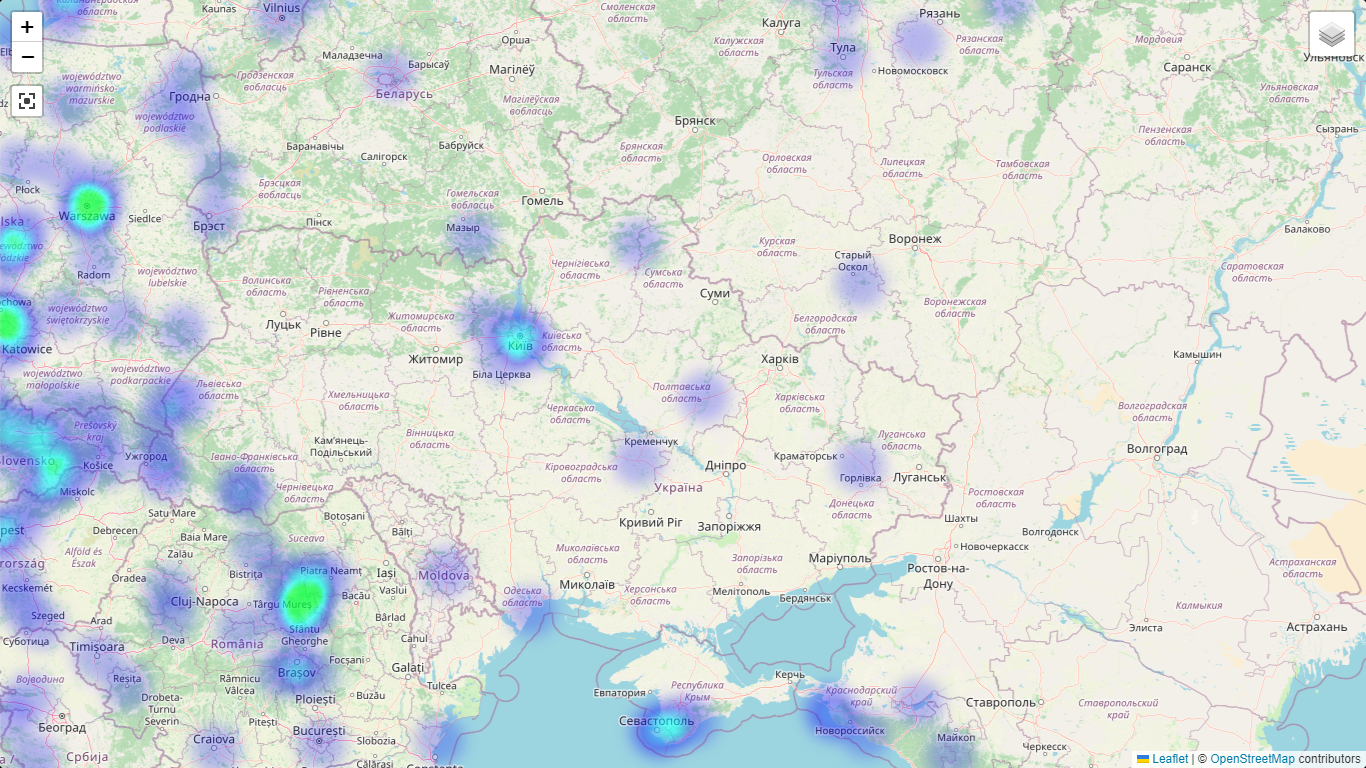 +
−
Vilnius
Kaunas
Смоленская
область
Калуга
Рязань
Орша
Калужская
область
Тула
Рязанская
область
Мордовия
Ульяновск
Маладзечна
Барысаў
Магілёў
Тульская
область
Новомосковск
Саранск
województwo
warmińsko-
mazurskie
Гродзенская
вобласць
Беларусь
Ульяновская
область
Гродна
Магілёўская
вобласць
województwo
podlaskie
Брянск
Пензенская
область
Сызрань
Баранавічы
Салігорск
Бабруйск
Брянская
область
Орловская
область
Липецкая
область
Тамбовская
область
Płock
Брэсцкая
вобласць
Гомельская
вобласць
Гомель
Warszawa
Siedlce
Брэст
Пінск
Мазыр
Балаково
Курская
область
Воронеж
Старый
Оскол
Radom
województwo
lubelskie
Волинська
область
Рівненська
область
Чернігівська
область
Сумська
область
Саратовская
область
Суми
Воронежская
область
województwo
świętokrzyskie
Луцьк
Рівне
Житомирська
область
Київ
Київська
область
Белгородская
область
Katowice
Житомир
Харків
Камышин
województwo
małopolskie
województwo
podkarpackie
Львівська
область
Біла Церква
Хмельницька
область
Полтавська
область
Черкаська
область
Харківська
область
Волгоградская
область
Prešovský
kraj
Кам'янець-
Подільський
Вінницька
область
Кременчук
Луганська
область
Волгоград
Slovensko
Košice
Ужгород
Івано-Франківська
область
Кіровоградська
область
Дніпро
Краматорськ
Горлівка
Луганськ
Miskolc
Чернівецька
область
Україна
Ростовская
область
Satu Mare
Botoșani
Донецька
область
Debrecen
Baia Mare
Suceava
Bălți
Кривий Ріг
Запоріжжя
Шахты
Волгодонск
Alföld és
Észak
Zalău
Миколаївська
область
Запорізька
область
Маріуполь
Новочеркасск
Oradea
Bistrița
Piatra Neamț
Iași
Moldova
Ростов-на-
Дону
Астраханская
область
Kecskemét
Cluj-Napoca
Târgu Mureș
Bacău
Vaslui
Одеська
область
Миколаїв
Херсонська
область
Мелітополь
Бердянськ
Калмыкия
Szeged
Arad
Bârlad
Элиста
Астрахань
Суботица
Deva
România
Sfântu
Gheorghe
Cahul
Timișoara
Focșani
Galați
Војводина
Reșița
Râmnicu
Vâlcea
Brașov
Tulcea
Керчь
Республика
Крым
Евпатория
Краснодарский
край
Drobeta-
Turnu
Severin
Ploiești
Buzău
Ставрополь
Ставропольский
край
Београд
Pitești
Севастополь
Новороссийск
Майкоп
București
Craiova
Slobozia
Черкесск
Србија
Călărași
Constanța
Leaflet | © OpenStreetMap contributors